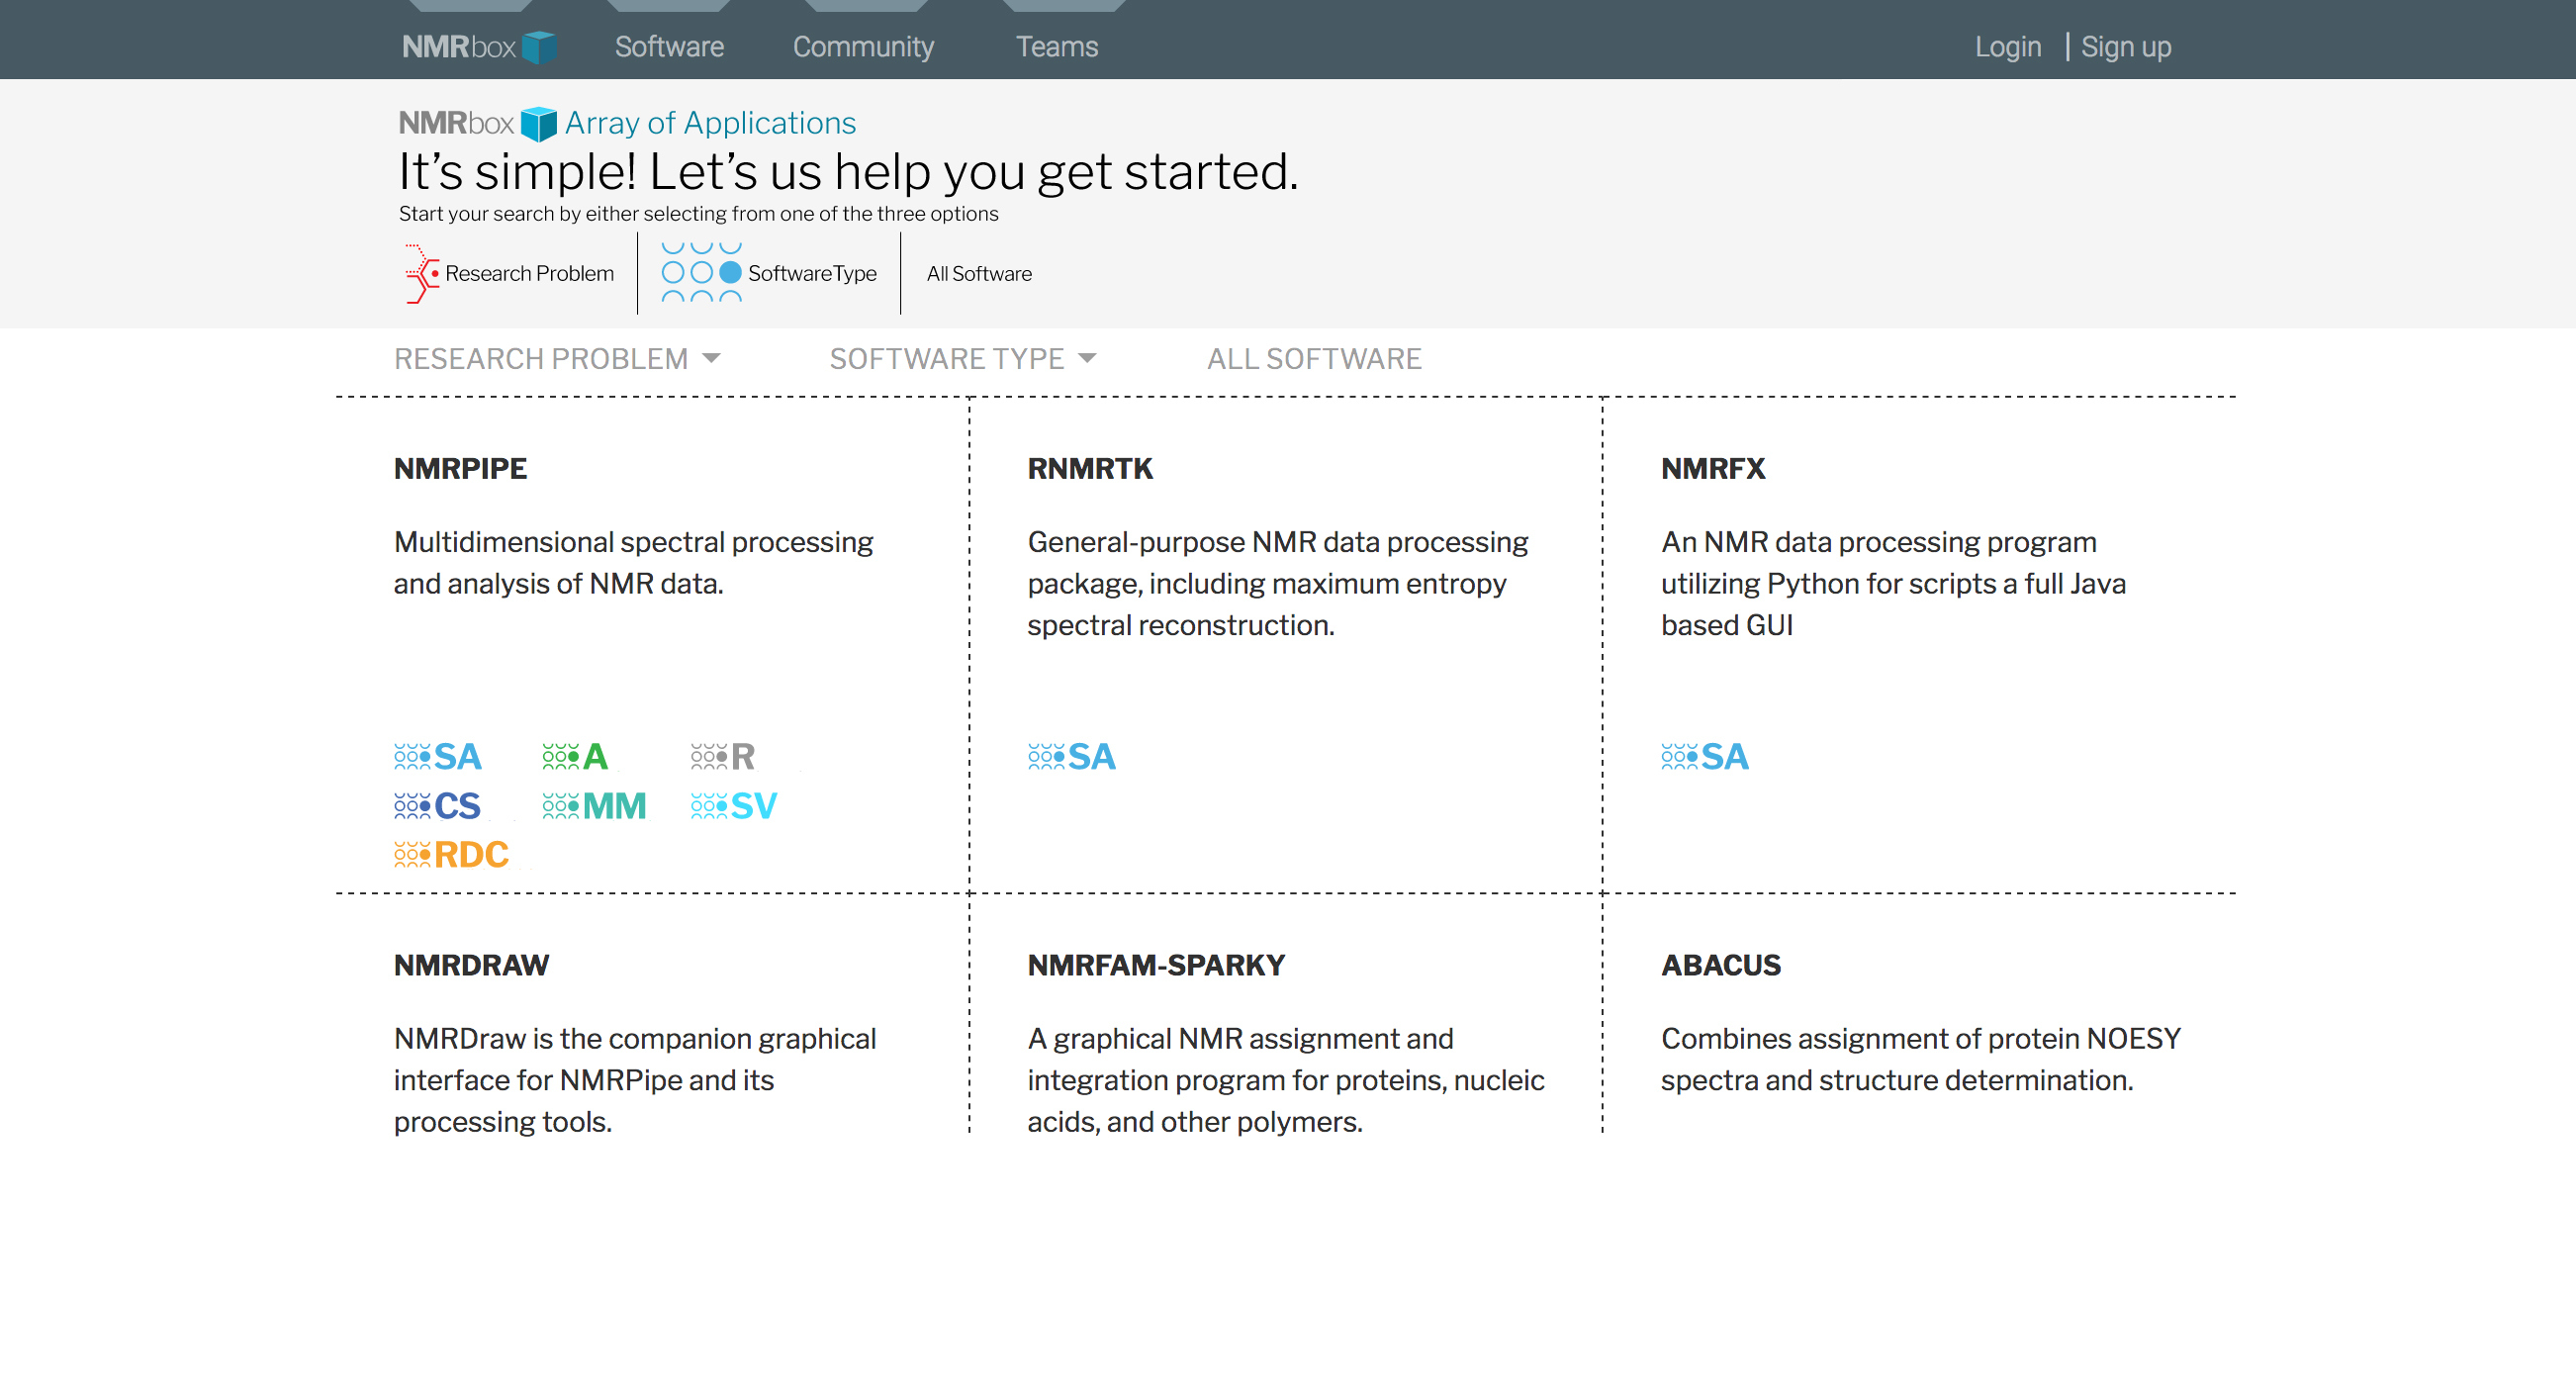 NMRbox Software Community Teams Login | Sign up
NMRbox Array of Applications
It’s simple! Let’s us help you get started.
Start your search by either selecting from one of the three options
Research Problem SoftwareType All Software
RESEARCH PROBLEM SOFTWARE TYPE ALL SOFTWARE
NMRPIPE
Multidimensional spectral processing
and analysis of NMR data.
SA A R
CS MM SV
RDC
RNMRTK
General-purpose NMR data processing
package, including maximum entropy
spectral reconstruction.
SA
NMRFX
An NMR data processing program
utilizing Python for scripts a full Java
based GUI
SA
NMRDRAW
NMRDraw is the companion graphical
interface for NMRPipe and its
processing tools.
NMRFAM-SPARKY
A graphical NMR assignment and
integration program for proteins, nucleic
acids, and other polymers.
ABACUS
Combines assignment of protein NOESY
spectra and structure determination.